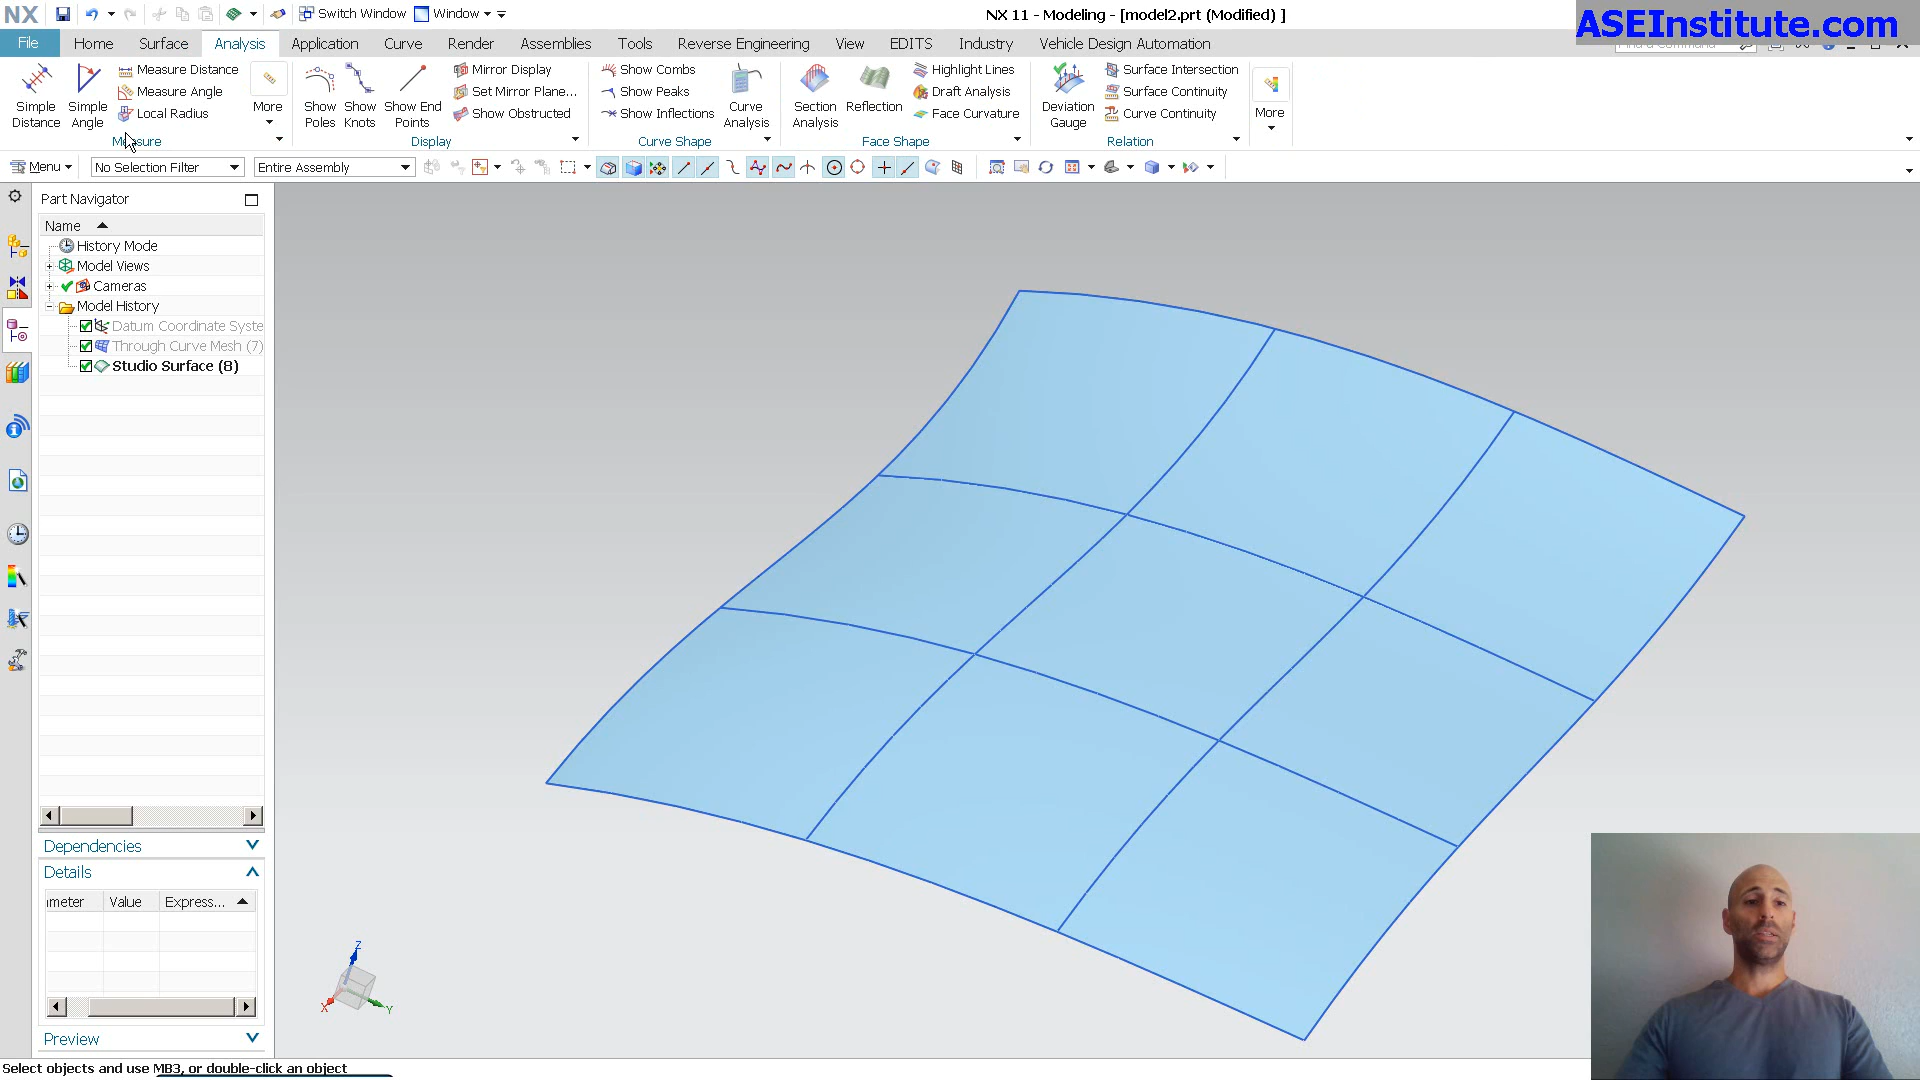 NX Switch Window Window NX 11 - Modeling - [model2.prt (Modified) ]
ASEInstitute.com
File Home Surface Analysis Application Curve Render Assemblies Tools Reverse Engineering View EDITS Industry Vehicle Design Automation
Simple Distance
Simple Angle
Measure Distance
Measure Angle
Local Radius
More
Measure
Show Poles
Show Knots
Show End Points
Mirror Display
Set Mirror Plane...
Show Obstructed
Display
Show Combs
Show Peaks
Show Inflections
Curve Analysis
Curve Shape
Section Analysis
Reflection
Highlight Lines
Draft Analysis
Face Curvature
Face Shape
Deviation Gauge
Surface Intersection
Surface Continuity
Curve Continuity
Relation
More
Menu No Selection Filter Entire Assembly
Part Navigator
Name
History Mode
Model Views
Cameras
Model History
Datum Coordinate Syste
Through Curve Mesh (7)
Studio Surface (8)
Dependencies
Details
Value Express...
Preview
Z
X
Y
Select objects and use MB3, or double-click an object